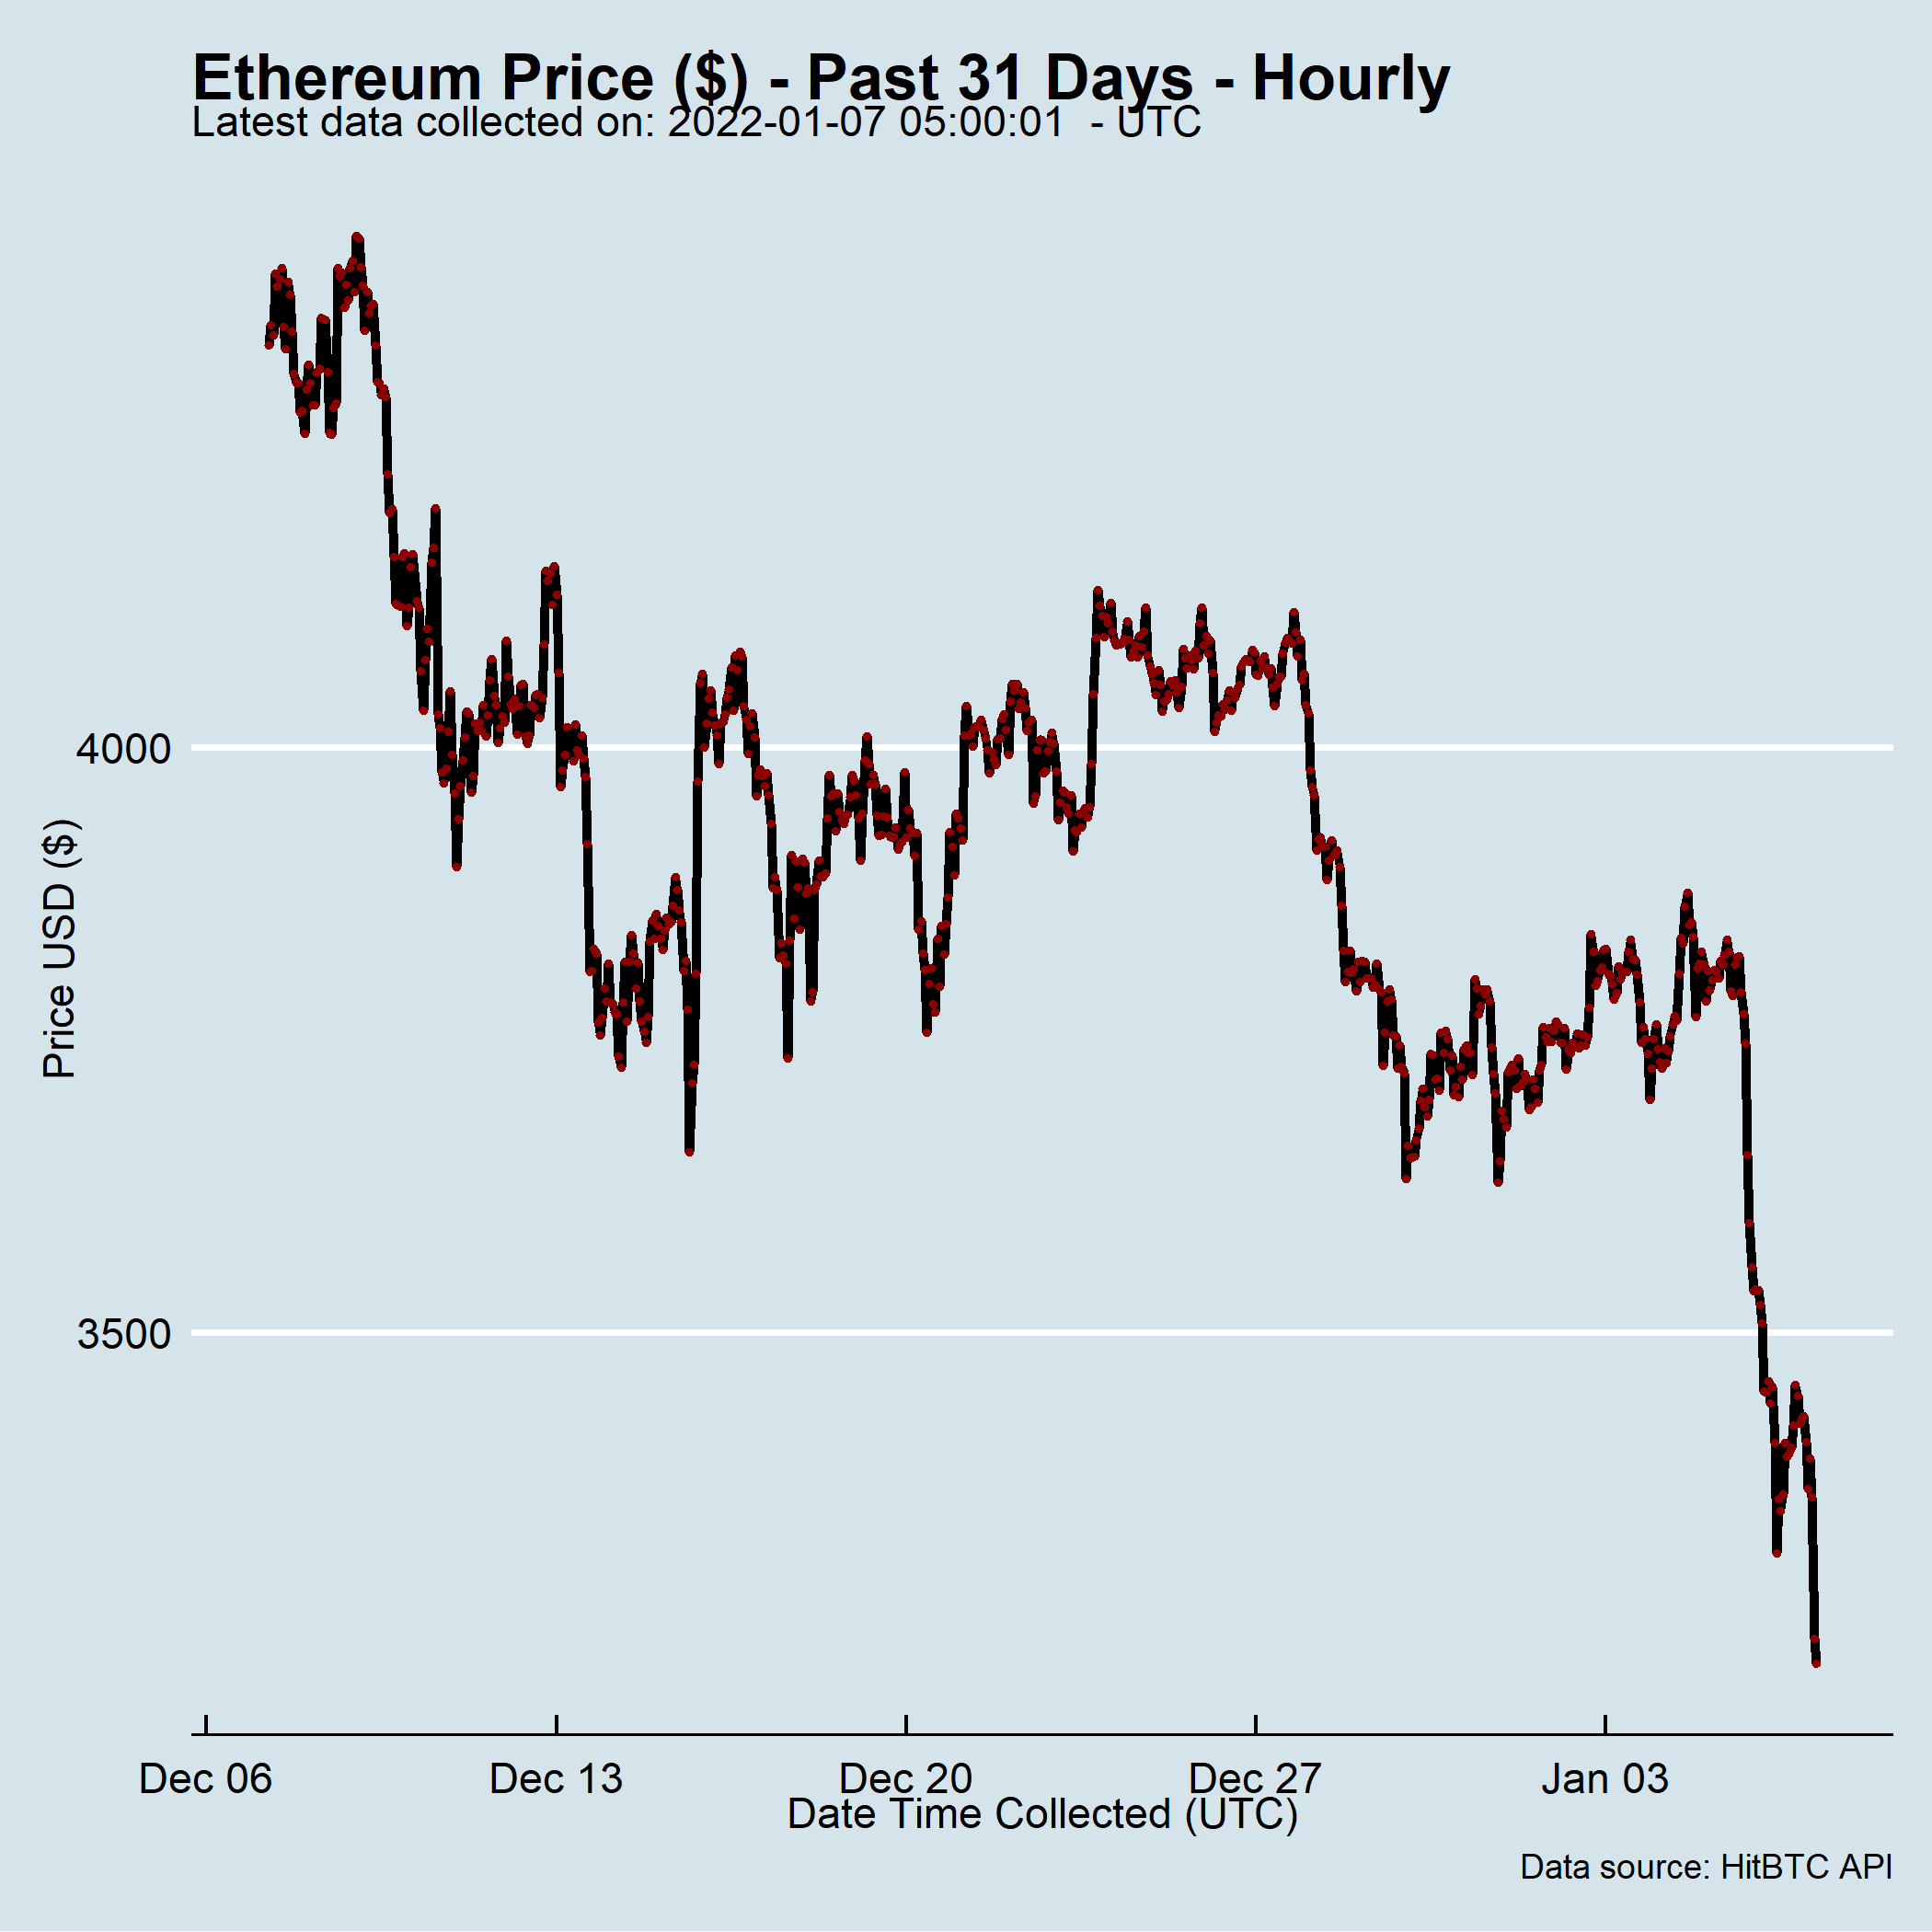 Ethereum Price ($) - Past 31 Days - Hourly
Latest data collected on: 2022-01-07 05:00:01  - UTC
Price USD ($)
4000
3500
Dec 06
Dec 13
Dec 20
Dec 27
Jan 03
Date Time Collected (UTC)
Data source: HitBTC API